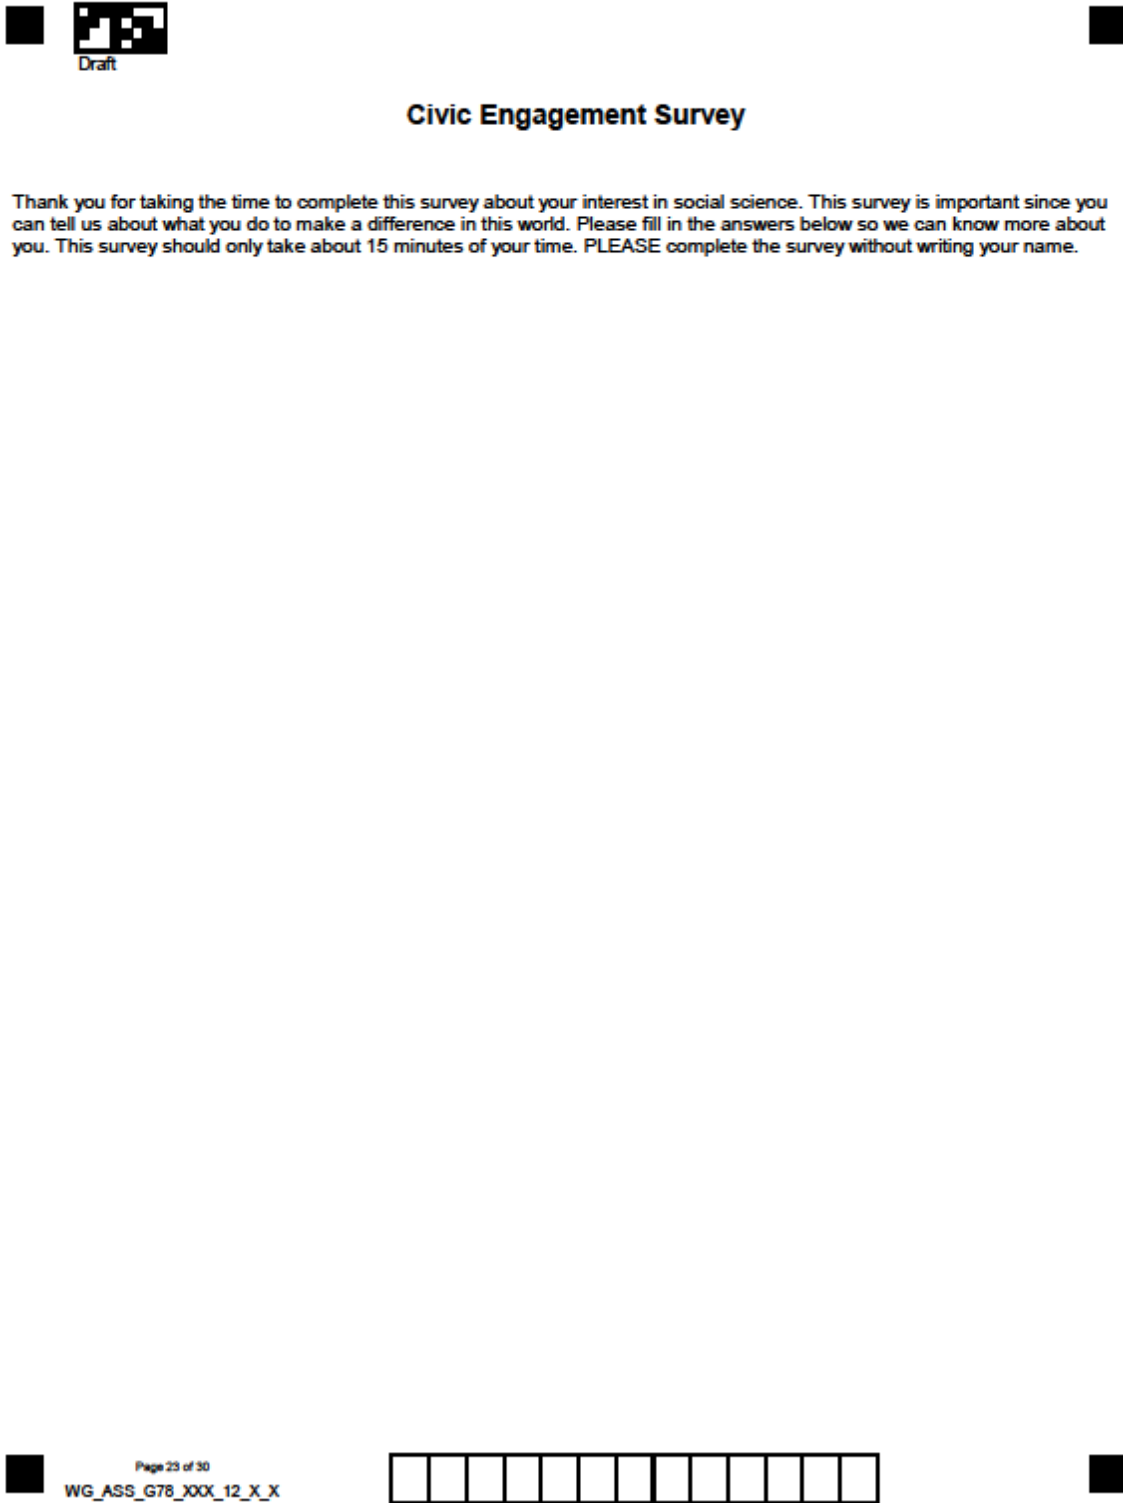 Draft
Civic Engagement Survey
Thank you for taking the time to complete this survey about your interest in social science. This survey is important since you
can tell us about what you do to make a difference in this world. Please fill in the answers below so we can know more about
you. This survey should only take about 15 minutes of your time. PLEASE complete the survey without writing your name.
Page 23 of 30
WG_ASS_G78_XXX_12_X_X